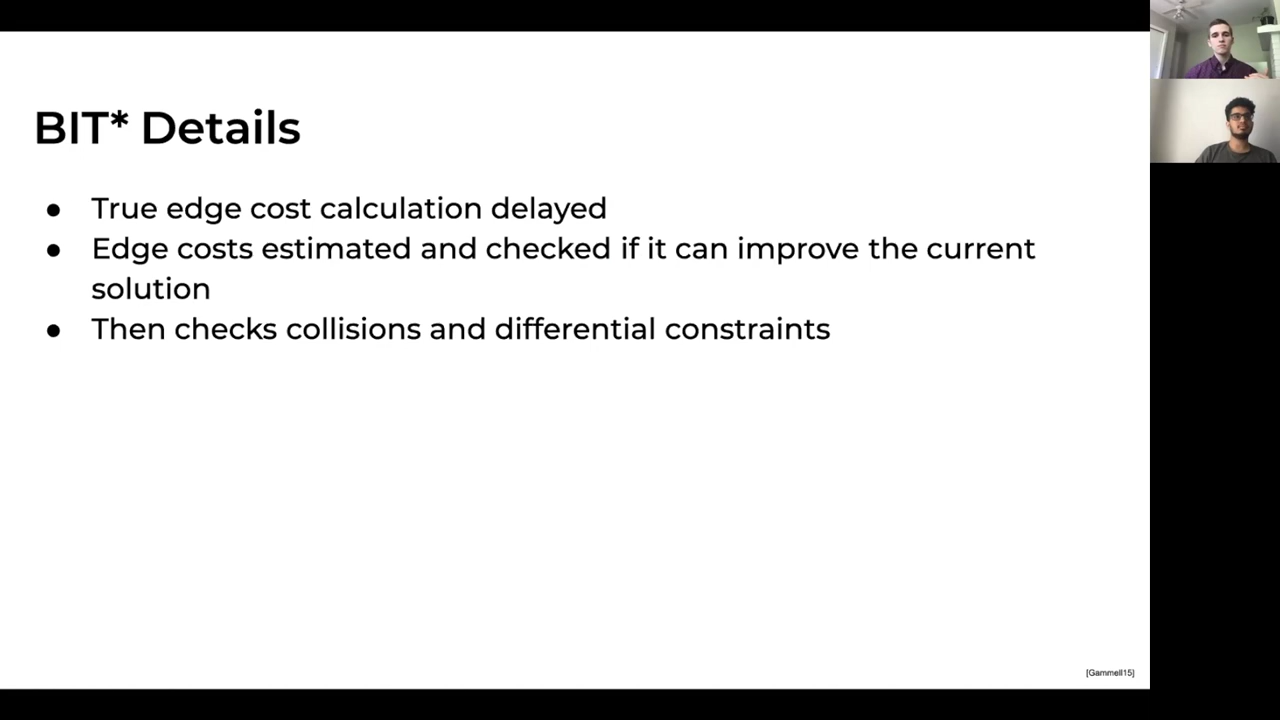 BIT* Details
● True edge cost calculation delayed
● Edge costs estimated and checked if it can improve the current
solution
● Then checks collisions and differential constraints
[Gammell15]